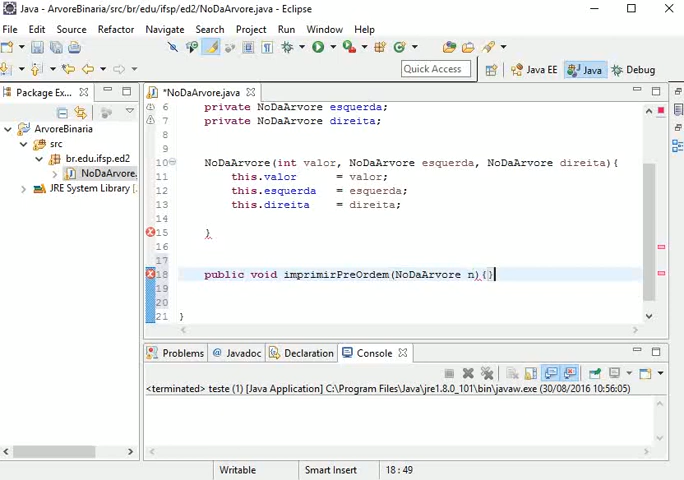 Java - ArvoreBinaria/src/br/edu/ifsp/ed2/NoDaArvore.java - Eclipse
File Edit Source Refactor Navigate Search Project Run Window Help
Quick Access Java EE Java Debug
Package Ex...
*NoDaArvore.java
ArvoreBinaria
src
br.edu.ifsp.ed2
NoDaArvore.
JRE System Library [
6 private NoDaArvore esquerda;
7 private NoDaArvore direita;
8
9
10 NoDaArvore(int valor, NoDaArvore esquerda, NoDaArvore direita){
11 this.valor = valor;
12 this.esquerda = esquerda;
13 this.direita = direita;
14
15 }
16
17
18 public void imprimirPreOrdem(NoDaArvore n){}
19
20
21 }
Problems @ Javadoc Declaration Console
<terminated> teste (1) [Java Application] C:\Program Files\Java\jre1.8.0_101\bin\javaw.exe (30/08/2016 10:56:05)
Writable Smart Insert 18 : 49